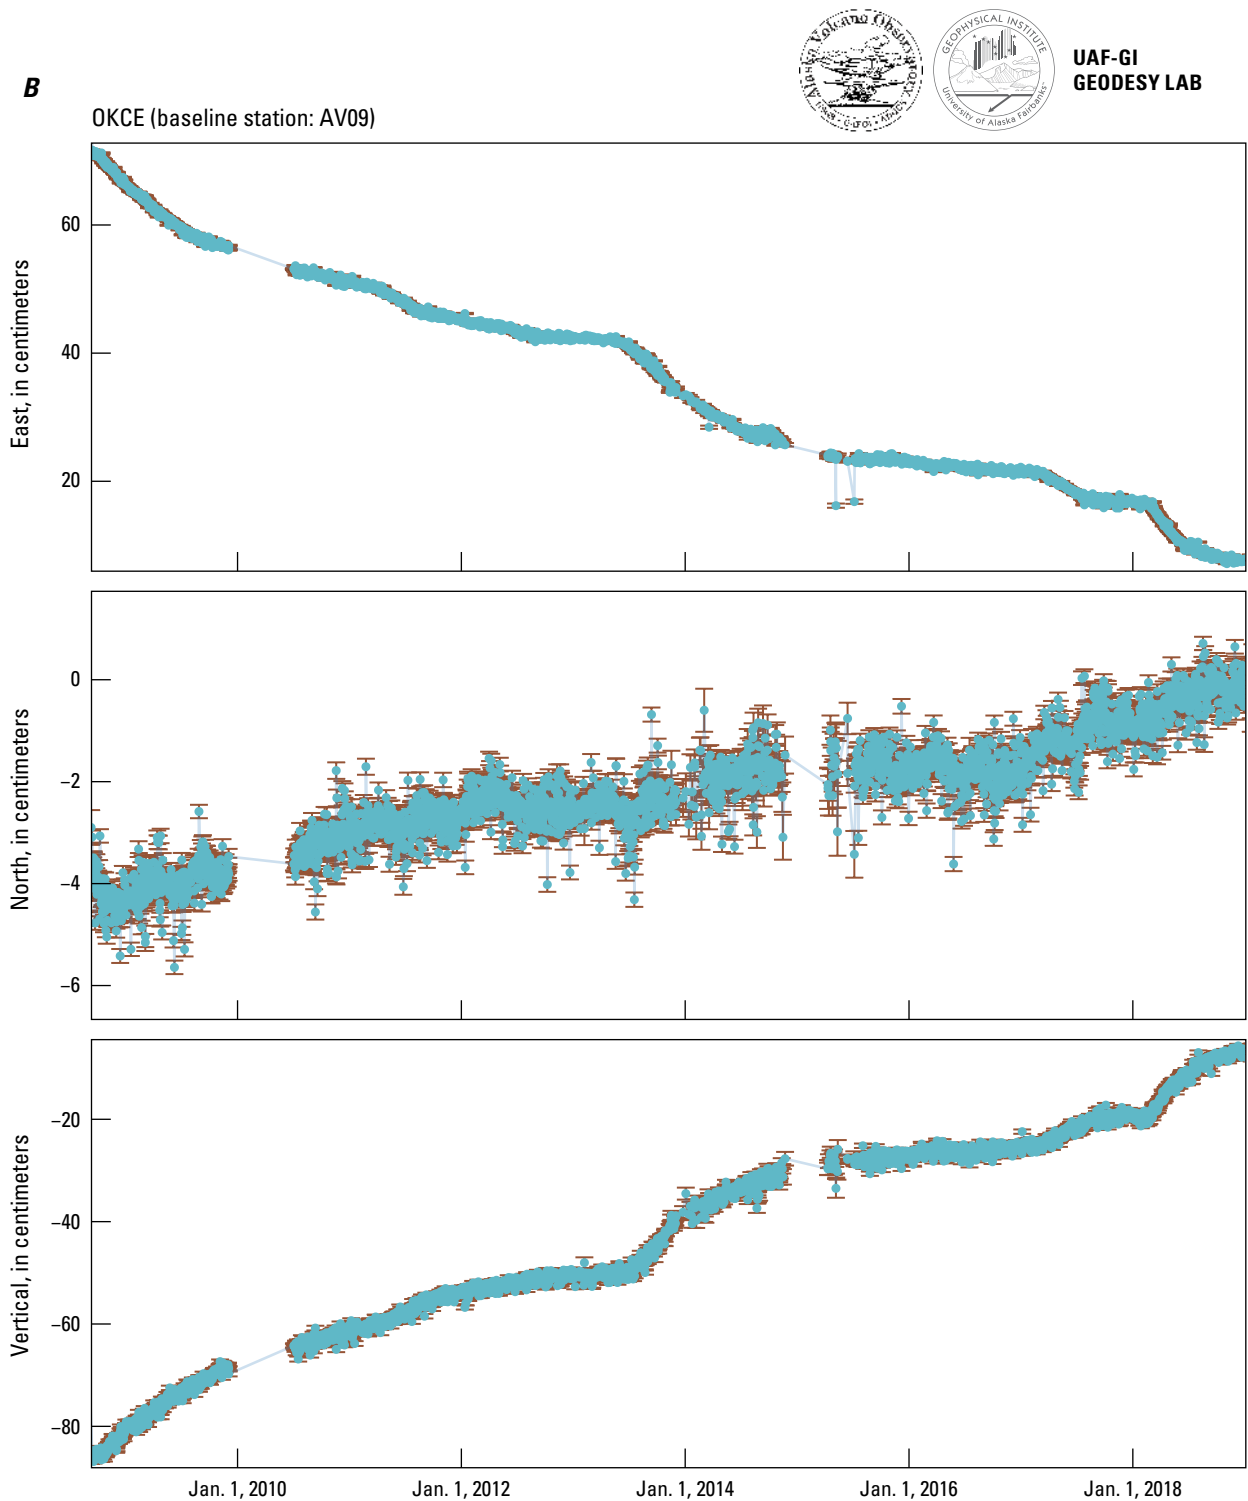 B
OKCE (baseline station: AV09)
Alaska Volcano Observatory
GEOPHYSICAL INSTITUTE
University of Alaska Fairbanks
UAF-GI
GEODESY LAB
East, in centimeters
60
40
20
North, in centimeters
0
–2
–4
–6
Vertical, in centimeters
–20
–40
–60
–80
Jan. 1, 2010
Jan. 1, 2012
Jan. 1, 2014
Jan. 1, 2016
Jan. 1, 2018